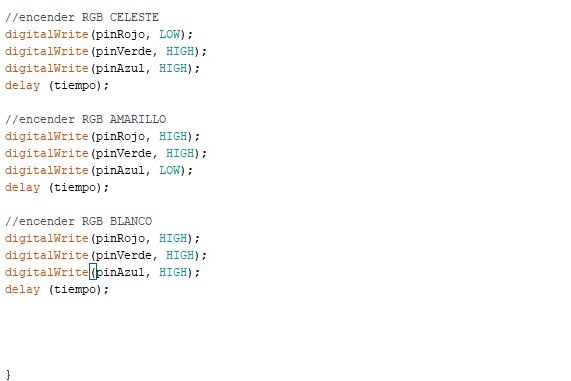 //encender RGB CELESTE
digitalWrite(pinRojo, LOW);
digitalWrite(pinVerde, HIGH);
digitalWrite(pinAzul, HIGH);
delay (tiempo);
//encender RGB AMARILLO
digitalWrite(pinRojo, HIGH);
digitalWrite(pinVerde, HIGH);
digitalWrite(pinAzul, LOW);
delay (tiempo);
//encender RGB BLANCO
digitalWrite(pinRojo, HIGH);
digitalWrite(pinVerde, HIGH);
digitalWrite(pinAzul, HIGH);
delay (tiempo);
}